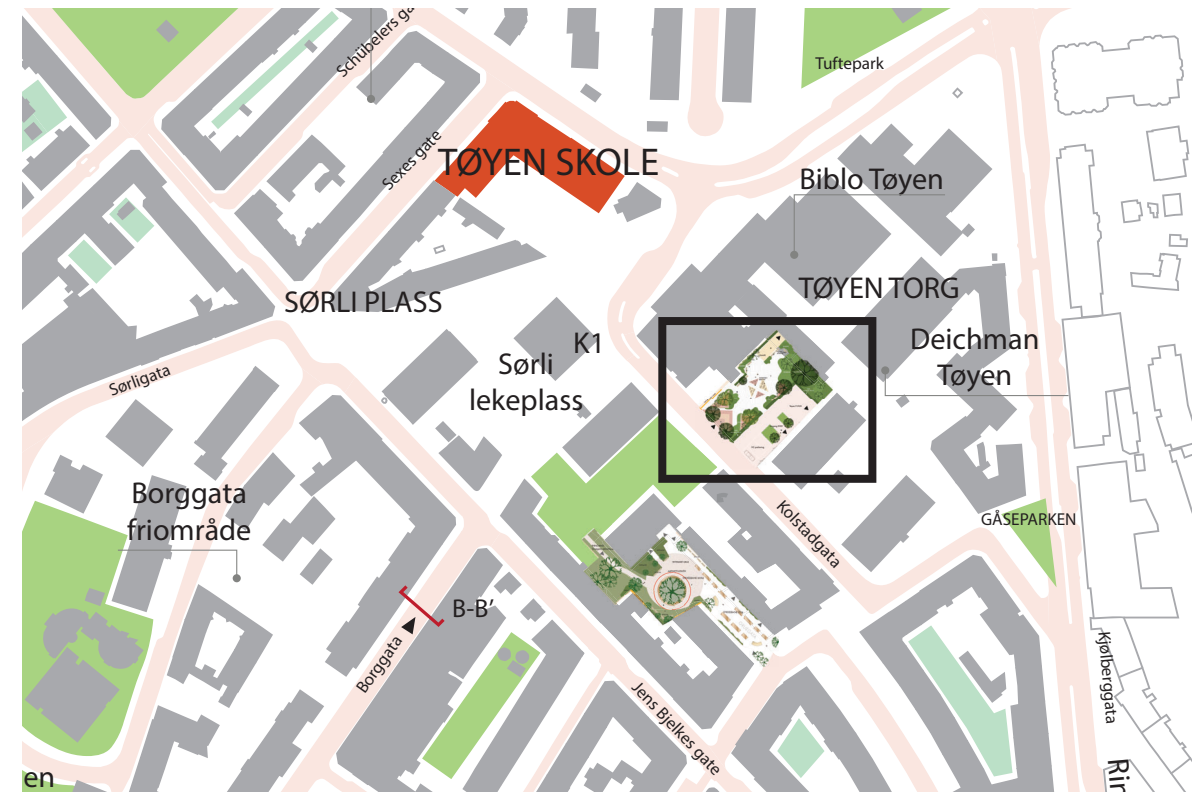 Schübelers ga
Tuftepark
TØYEN SKOLE
Sexes gate
Biblo Tøyen
SØRLI PLASS
TØYEN TORG
K1
Deichman
Tøyen
Sørli
lekeplass
Sørligata
Borggata
friområde
Kolstadgata
GÅSEPARKEN
B-B'
Borggata
Jens Bjelkes gate
Kjølberggata
en
Rin